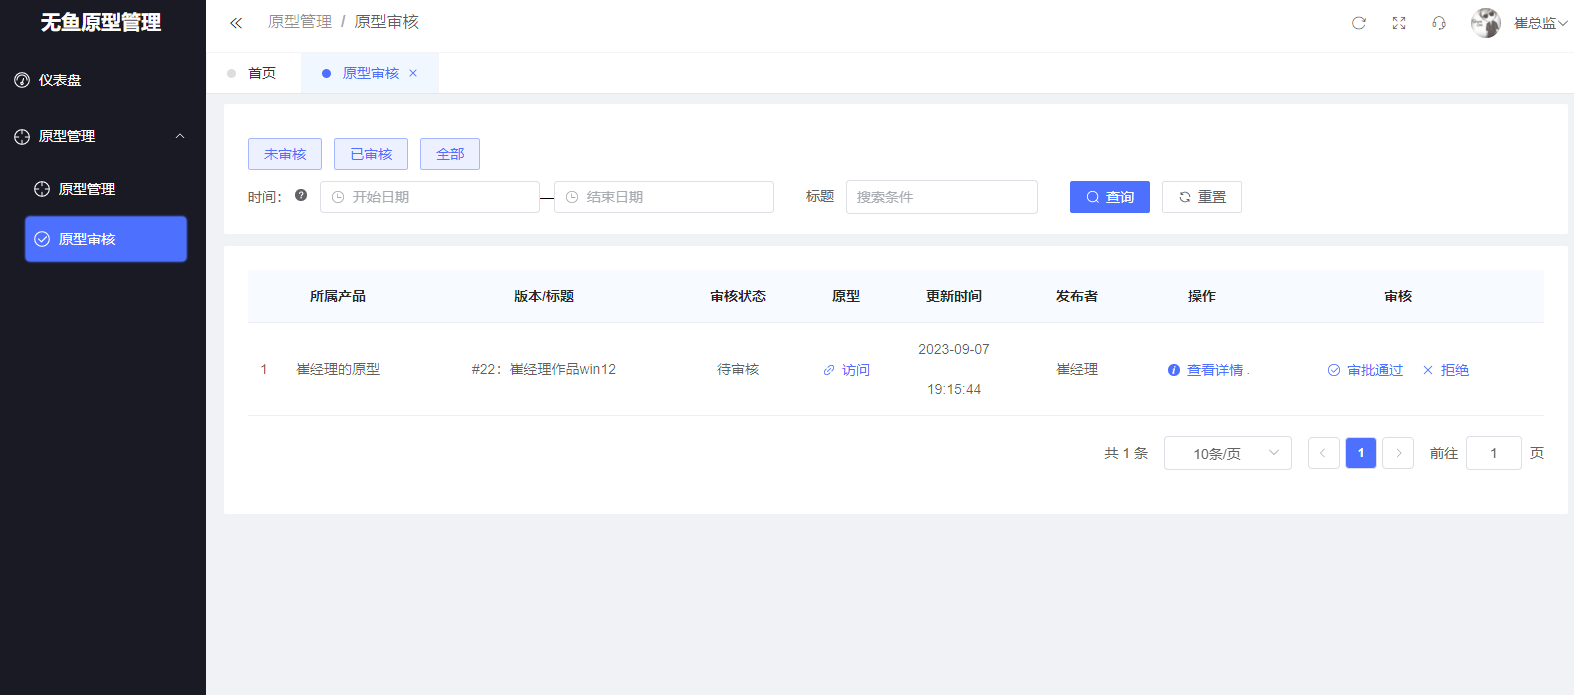 无鱼原型管理
仪表盘
原型管理
原型管理
原型审核
原型管理 / 原型审核
崔总监
首页
原型审核 ×
未审核 已审核 全部
时间： 开始日期 — 结束日期 标题 搜索条件 查询 重置
所属产品 版本/标题 审核状态 原型 更新时间 发布者 操作 审核
1 崔经理的原型 #22：崔经理作品win12 待审核 访问 2023-09-07 崔经理 查看详情 . 审批通过 拒绝
19:15:44
共 1 条 10条/页 1 前往 1 页